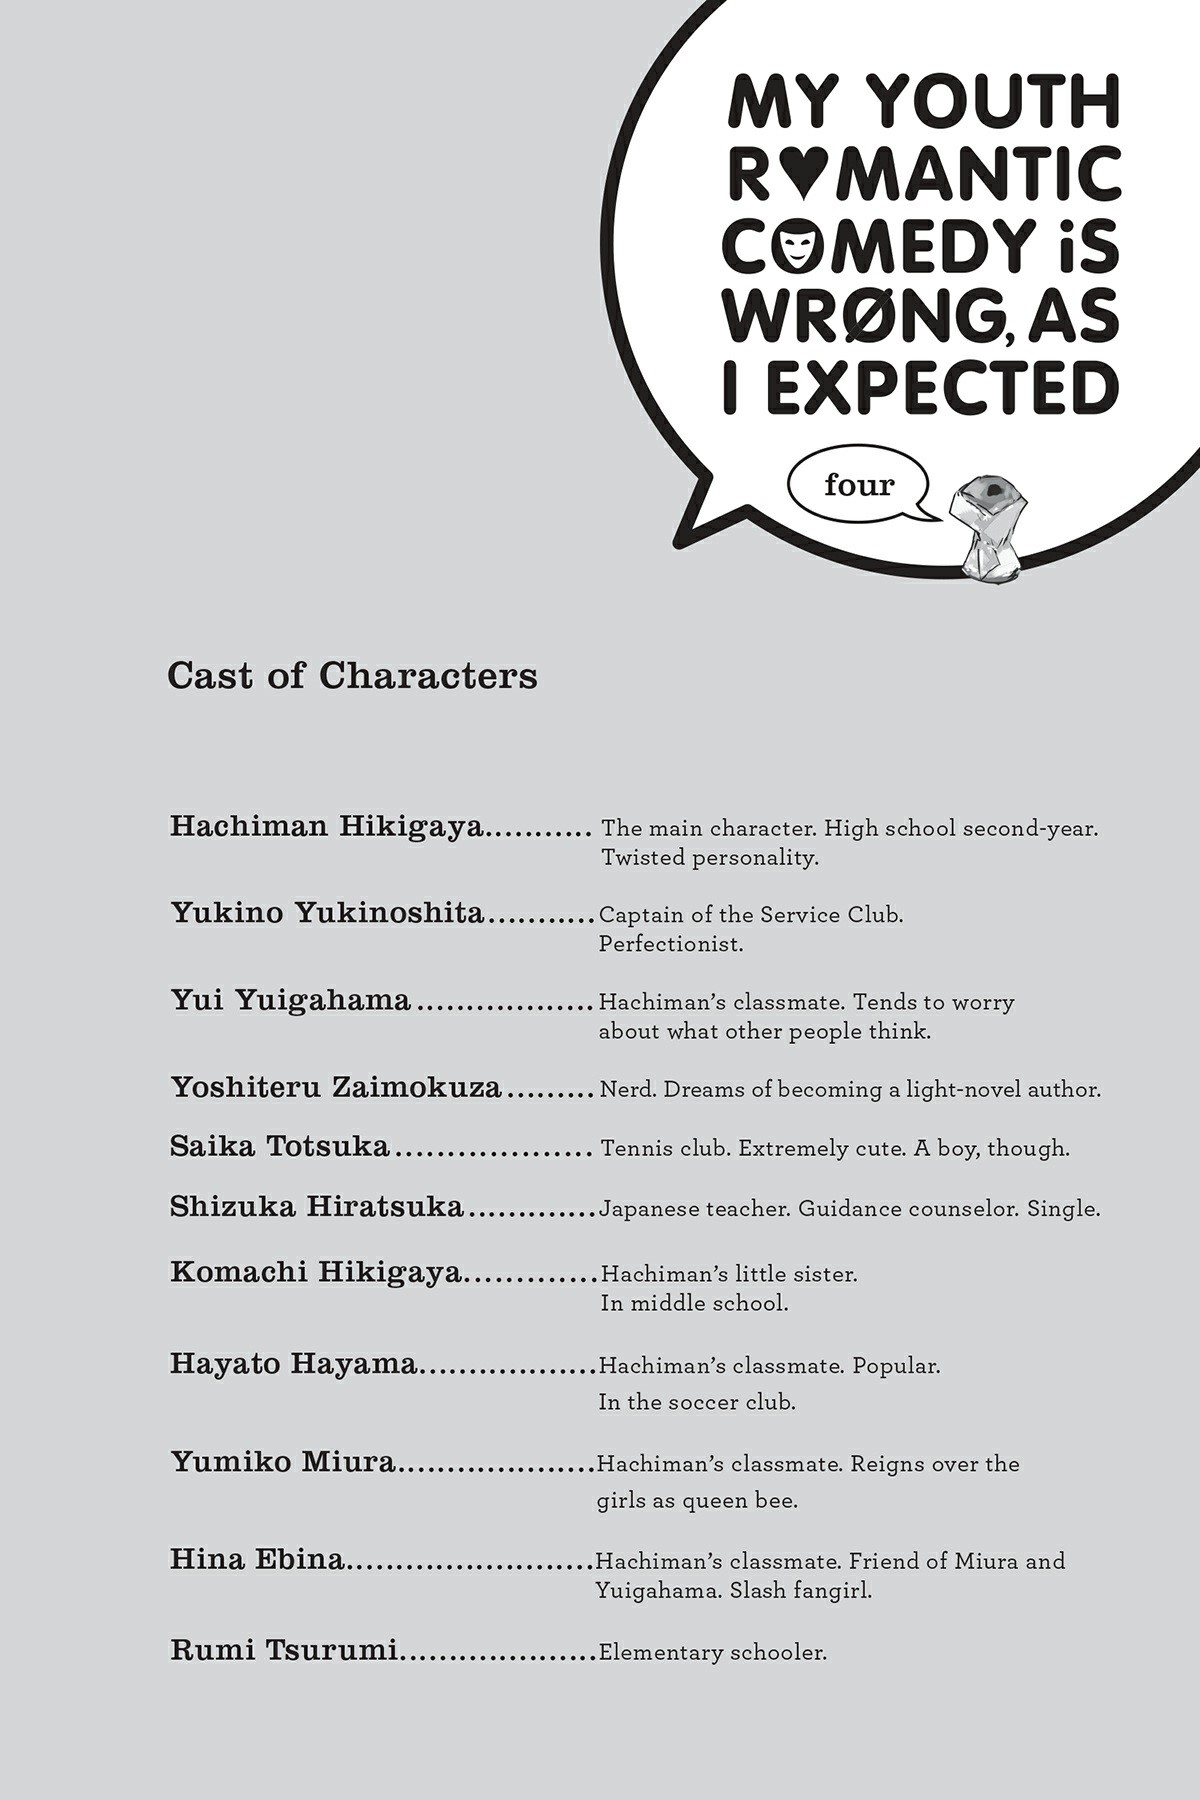 MY YOUTH
R♥MANTIC
COMEDY iS
WRØNG, AS
I EXPECTED
four
Cast of Characters
Hachiman Hikigaya........... The main character. High school second-year.
Twisted personality.
Yukino Yukinoshita...........Captain of the Service Club.
Perfectionist.
Yui Yuigahama..................Hachiman’s classmate. Tends to worry
about what other people think.
Yoshiteru Zaimokuza......... Nerd. Dreams of becoming a light-novel author.
Saika Totsuka.................... Tennis club. Extremely cute. A boy, though.
Shizuka Hiratsuka.............Japanese teacher. Guidance counselor. Single.
Komachi Hikigaya..............Hachiman’s little sister.
In middle school.
Hayato Hayama..................Hachiman’s classmate. Popular.
In the soccer club.
Yumiko Miura....................Hachiman’s classmate. Reigns over the
girls as queen bee.
Hina Ebina.........................Hachiman’s classmate. Friend of Miura and
Yuigahama. Slash fangirl.
Rumi Tsurumi....................Elementary schooler.